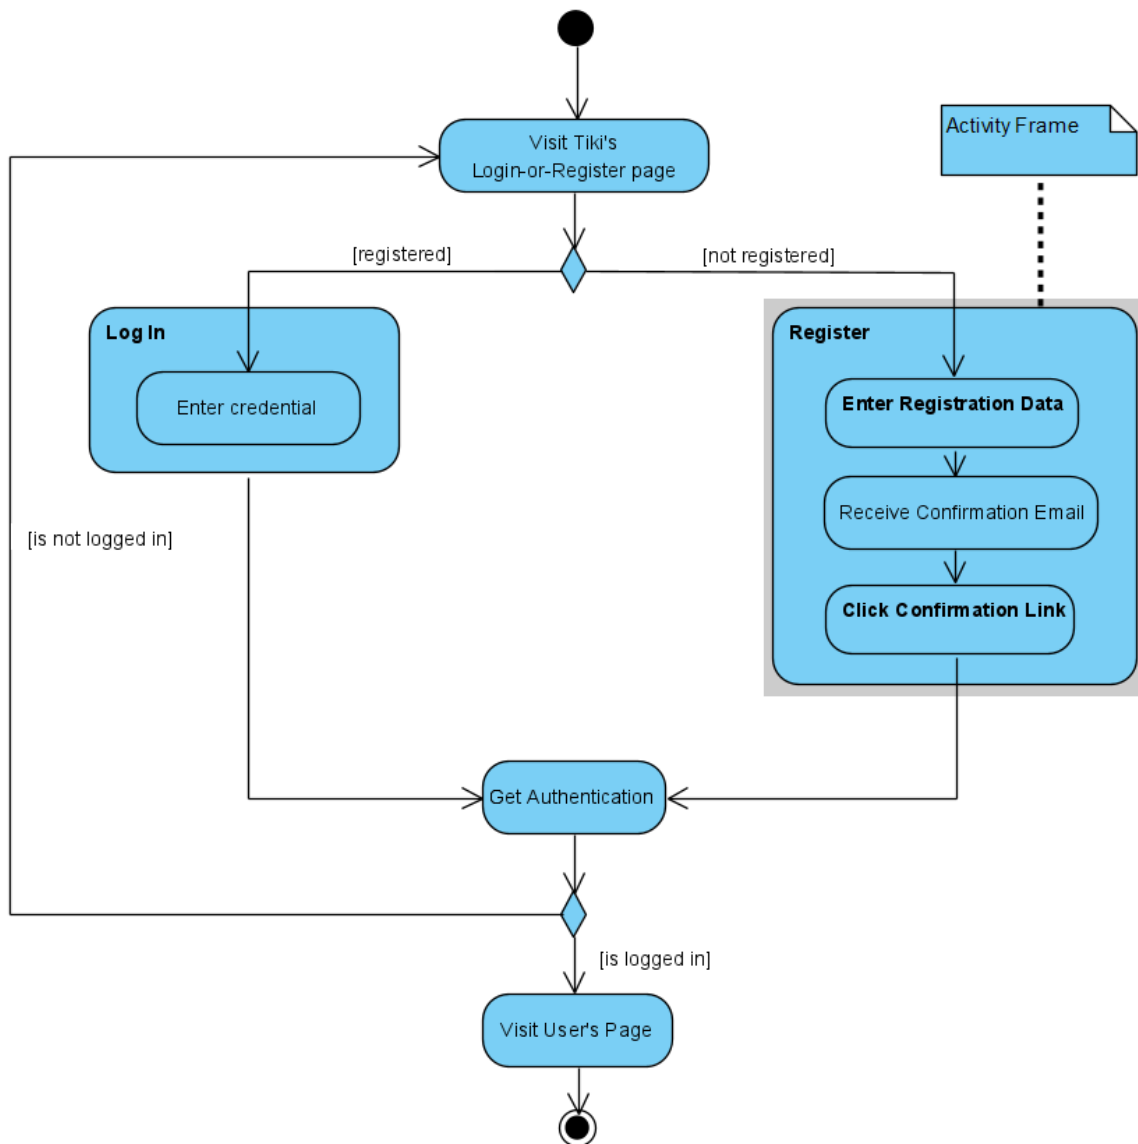 Activity Frame
Visit Tiki's
Login-or-Register page
[registered]
[not registered]
Log In
Enter credential
Register
Enter Registration Data
Receive Confirmation Email
Click Confirmation Link
[is not logged in]
Get Authentication
[is logged in]
Visit User's Page